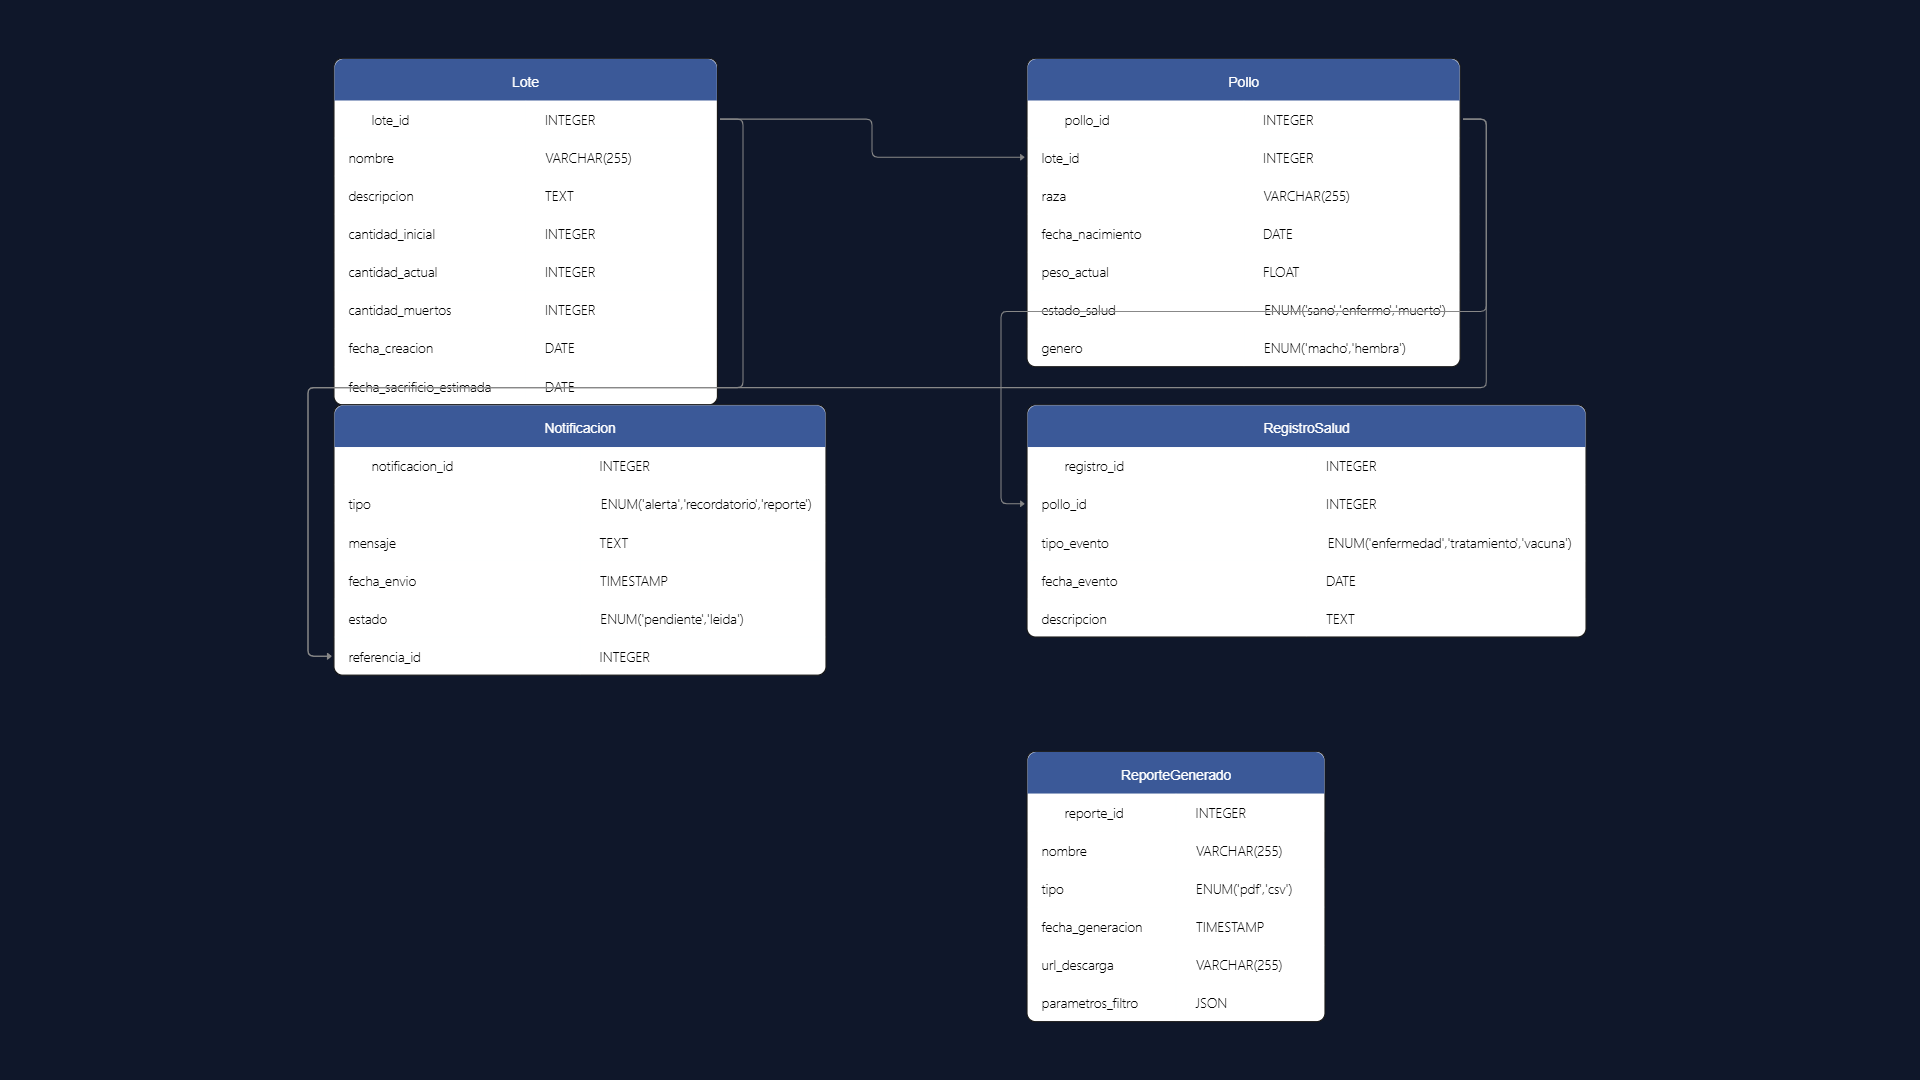 Lote
lote_id INTEGER
nombre VARCHAR(255)
descripcion TEXT
cantidad_inicial INTEGER
cantidad_actual INTEGER
cantidad_muertos INTEGER
fecha_creacion DATE
fecha_sacrificio_estimada DATE
Pollo
pollo_id INTEGER
lote_id INTEGER
raza VARCHAR(255)
fecha_nacimiento DATE
peso_actual FLOAT
estado_salud ENUM('sano','enfermo','muerto')
genero ENUM('macho','hembra')
Notificacion
notificacion_id INTEGER
tipo ENUM('alerta','recordatorio','reporte')
mensaje TEXT
fecha_envio TIMESTAMP
estado ENUM('pendiente','leida')
referencia_id INTEGER
RegistroSalud
registro_id INTEGER
pollo_id INTEGER
tipo_evento ENUM('enfermedad','tratamiento','vacuna')
fecha_evento DATE
descripcion TEXT
ReporteGenerado
reporte_id INTEGER
nombre VARCHAR(255)
tipo ENUM('pdf','csv')
fecha_generacion TIMESTAMP
url_descarga VARCHAR(255)
parametros_filtro JSON